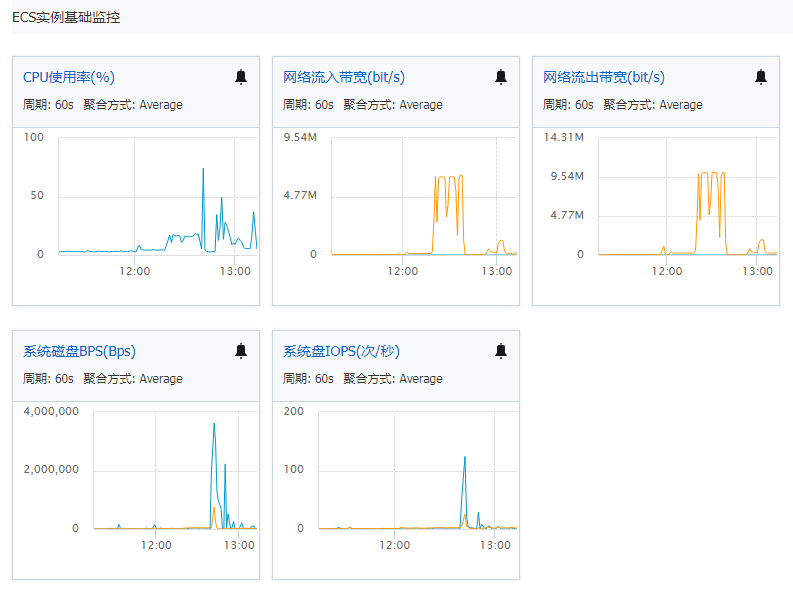 ECS实例基础监控
CPU使用率(%)
周期: 60s 聚合方式: Average
100
50
0
12:00 13:00
网络流入带宽(bit/s)
周期: 60s 聚合方式: Average
9.54M
4.77M
0
12:00 13:00
网络流出带宽(bit/s)
周期: 60s 聚合方式: Average
14.31M
9.54M
4.77M
0
12:00 13:00
系统磁盘BPS(Bps)
周期: 60s 聚合方式: Average
4,000,000
2,000,000
0
12:00 13:00
系统盘IOPS(次/秒)
周期: 60s 聚合方式: Average
200
100
0
12:00 13:00